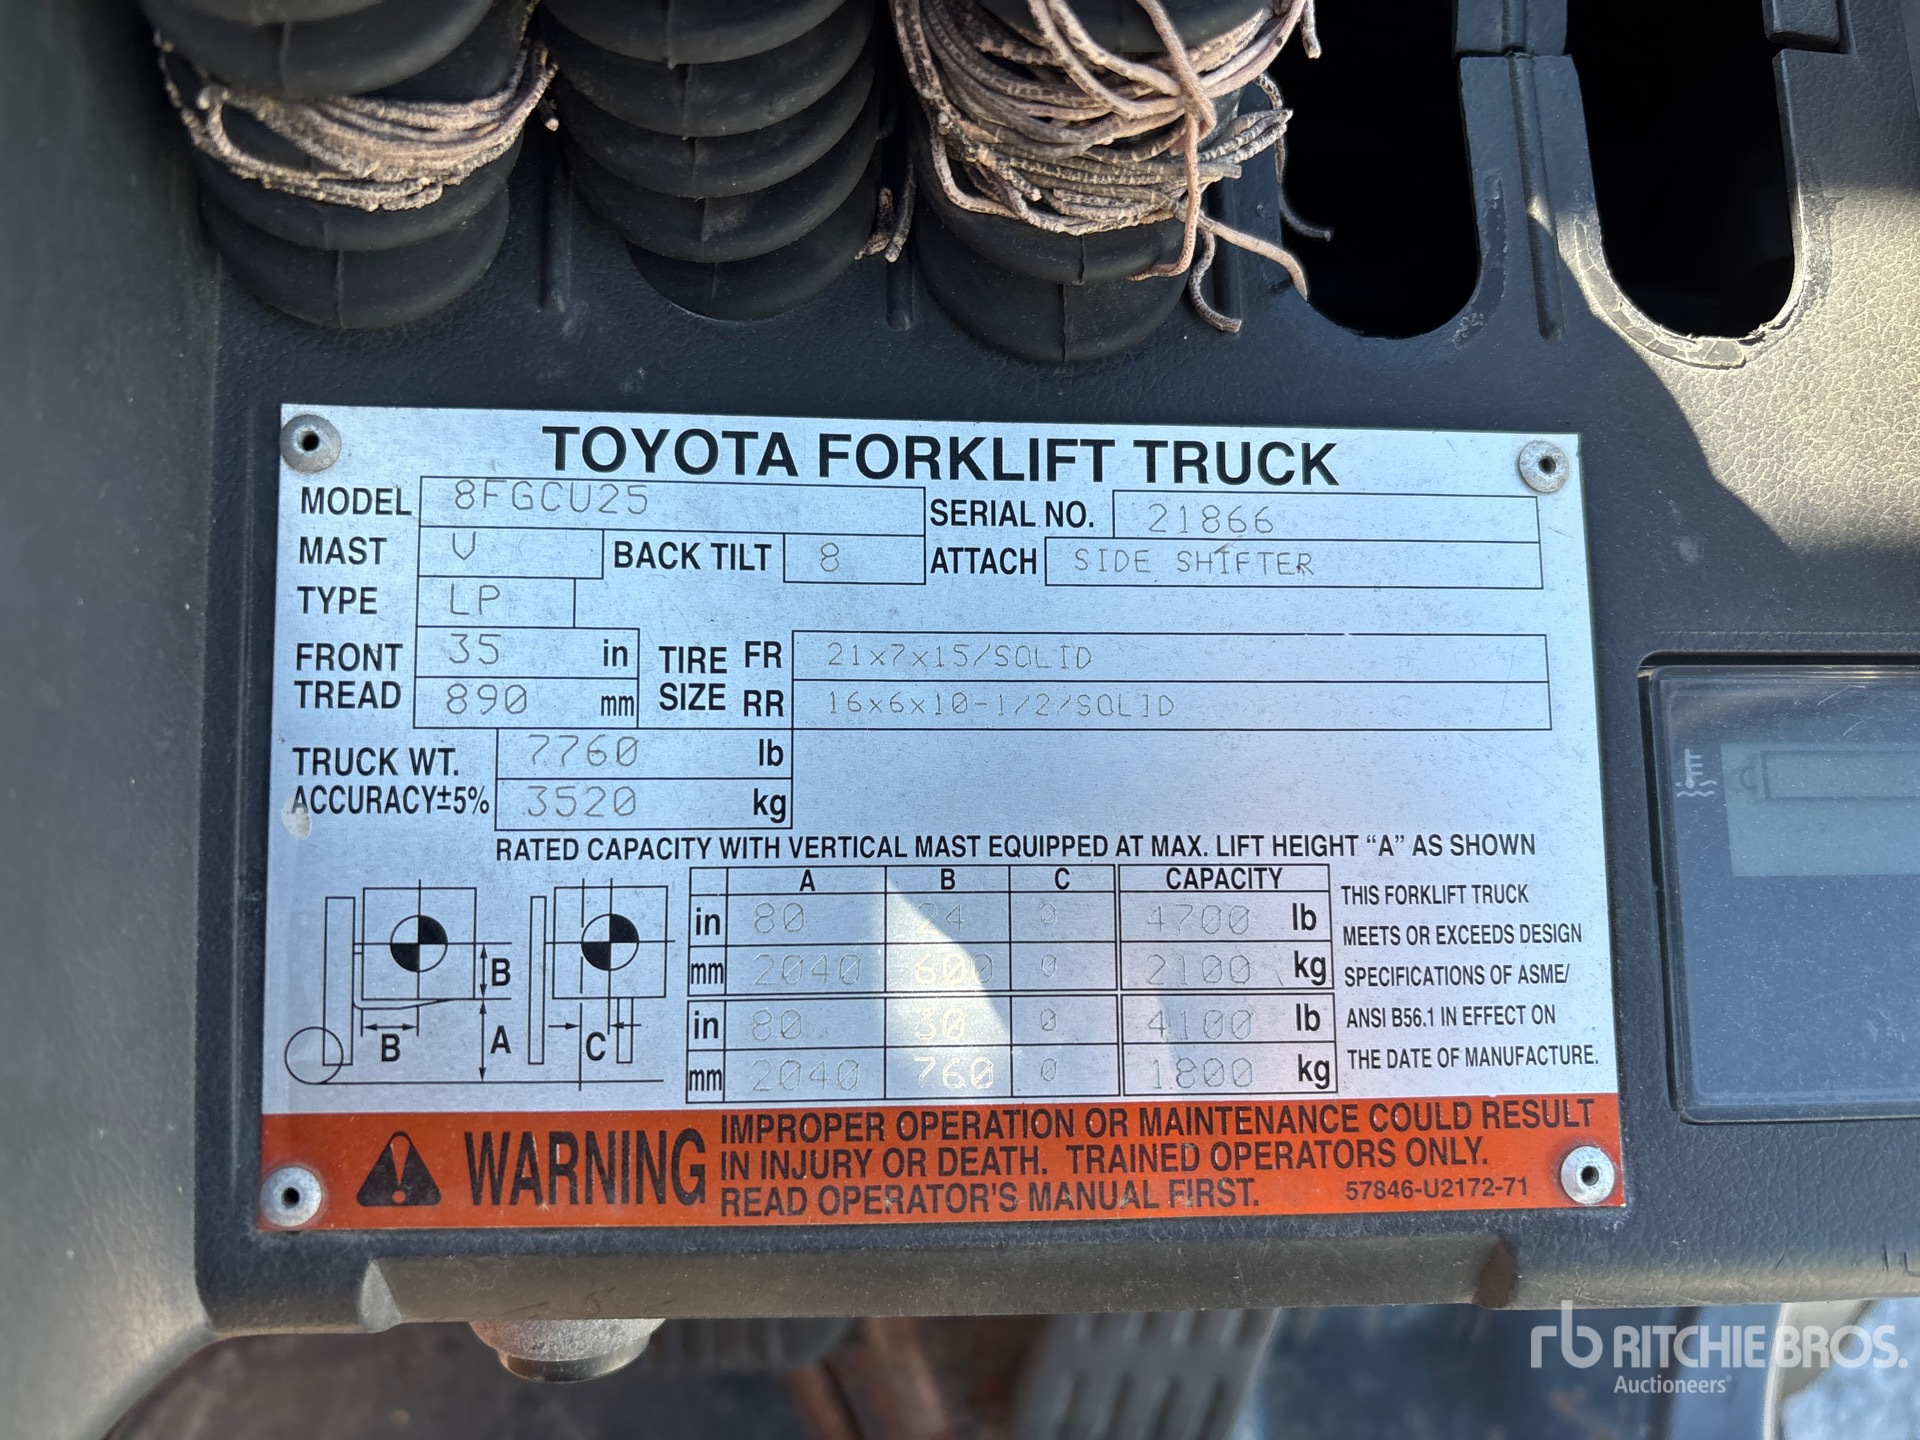 TOYOTA FORKLIFT TRUCK
MODEL 8FGCU25 SERIAL NO. 21866
MAST V BACK TILT 8 ATTACH SIDE SHIFTER
TYPE LP
FRONT TREAD 35 in TIRE SIZE FR 21x7x15/SOLID
890 mm RR 16x6x10-1/2/SOLID
TRUCK WT. 7760 lb
ACCURACY±5% 3520 kg
RATED CAPACITY WITH VERTICAL MAST EQUIPPED AT MAX. LIFT HEIGHT “A” AS SHOWN
A B C CAPACITY
in 80 24 0 4700 lb
mm 2040 600 0 2100 kg
in 80 30 0 4100 lb
mm 2040 760 0 1800 kg
B
B A C
THIS FORKLIFT TRUCK
MEETS OR EXCEEDS DESIGN
SPECIFICATIONS OF ASME/
ANSI B56.1 IN EFFECT ON
THE DATE OF MANUFACTURE.
WARNING
IMPROPER OPERATION OR MAINTENANCE COULD RESULT
IN INJURY OR DEATH. TRAINED OPERATORS ONLY.
READ OPERATOR'S MANUAL FIRST. 57846-U2172-71
rb RITCHIE BROS.
Auctioneers